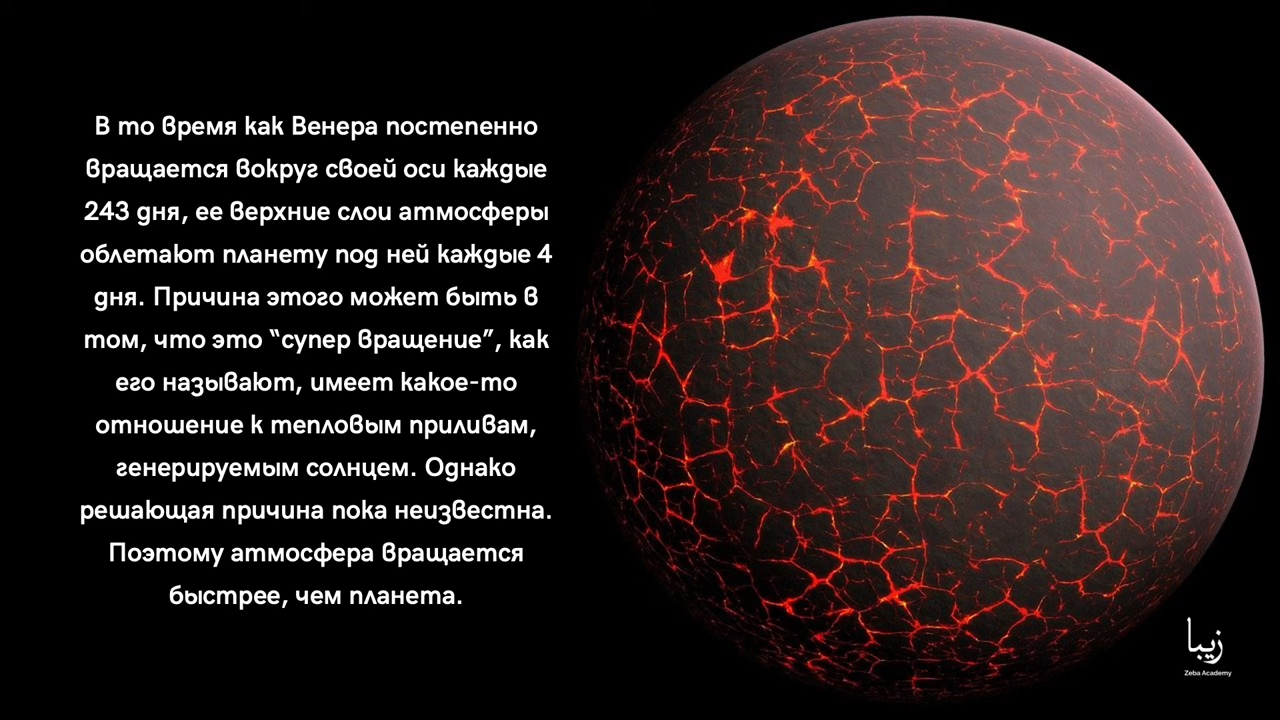 В то время как Венера постепенно
вращается вокруг своей оси каждые
243 дня, ее верхние слои атмосферы
облетают планету под ней каждые 4
дня. Причина этого может быть в
том, что это “супер вращение”, как
его называют, имеет какое-то
отношение к тепловым приливам,
генерируемым солнцем. Однако
решающая причина пока неизвестна.
Поэтому атмосфера вращается
быстрее, чем планета.
زیبا
Zeba Academy